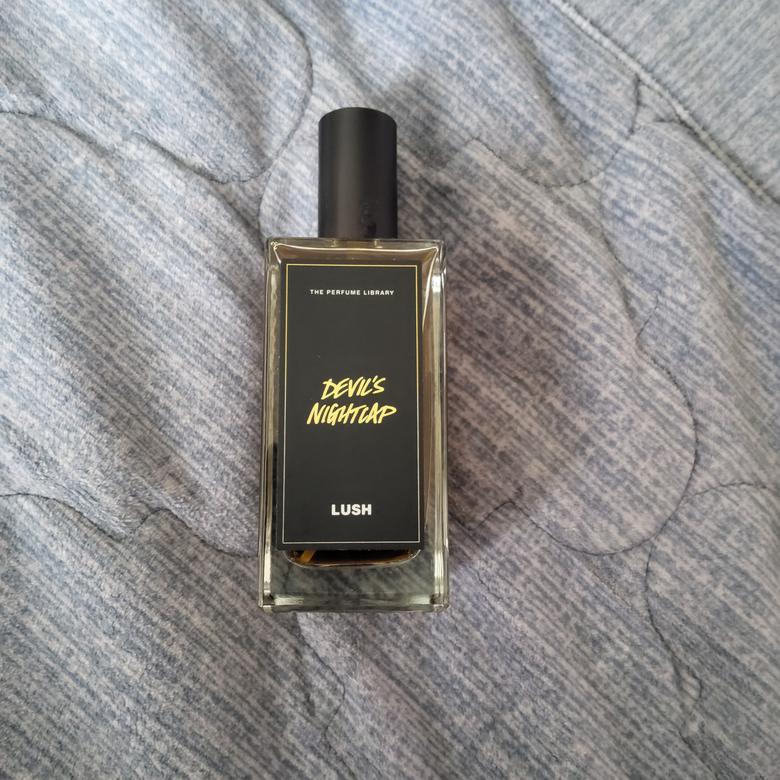 THE PERFUME LIBRARY
DEVIL'S
NIGHTCAP
LUSH